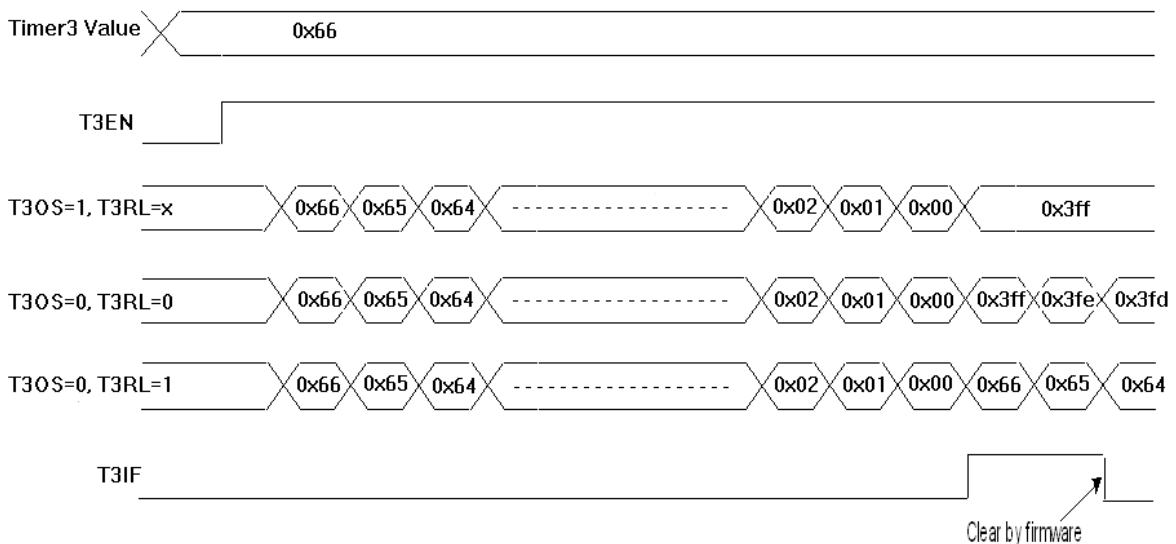 Timer3 Value 0x66
T3EN
T3OS=1, T3RL=x 0x66 0x65 0x64 0x02 0x01 0x00 0x3ff
T3OS=0, T3RL=0 0x66 0x65 0x64 0x02 0x01 0x00 0x3ff 0x3fe 0x3fd
T3OS=0, T3RL=1 0x66 0x65 0x64 0x02 0x01 0x00 0x66 0x65 0x64
T3IF
Clear by firmware